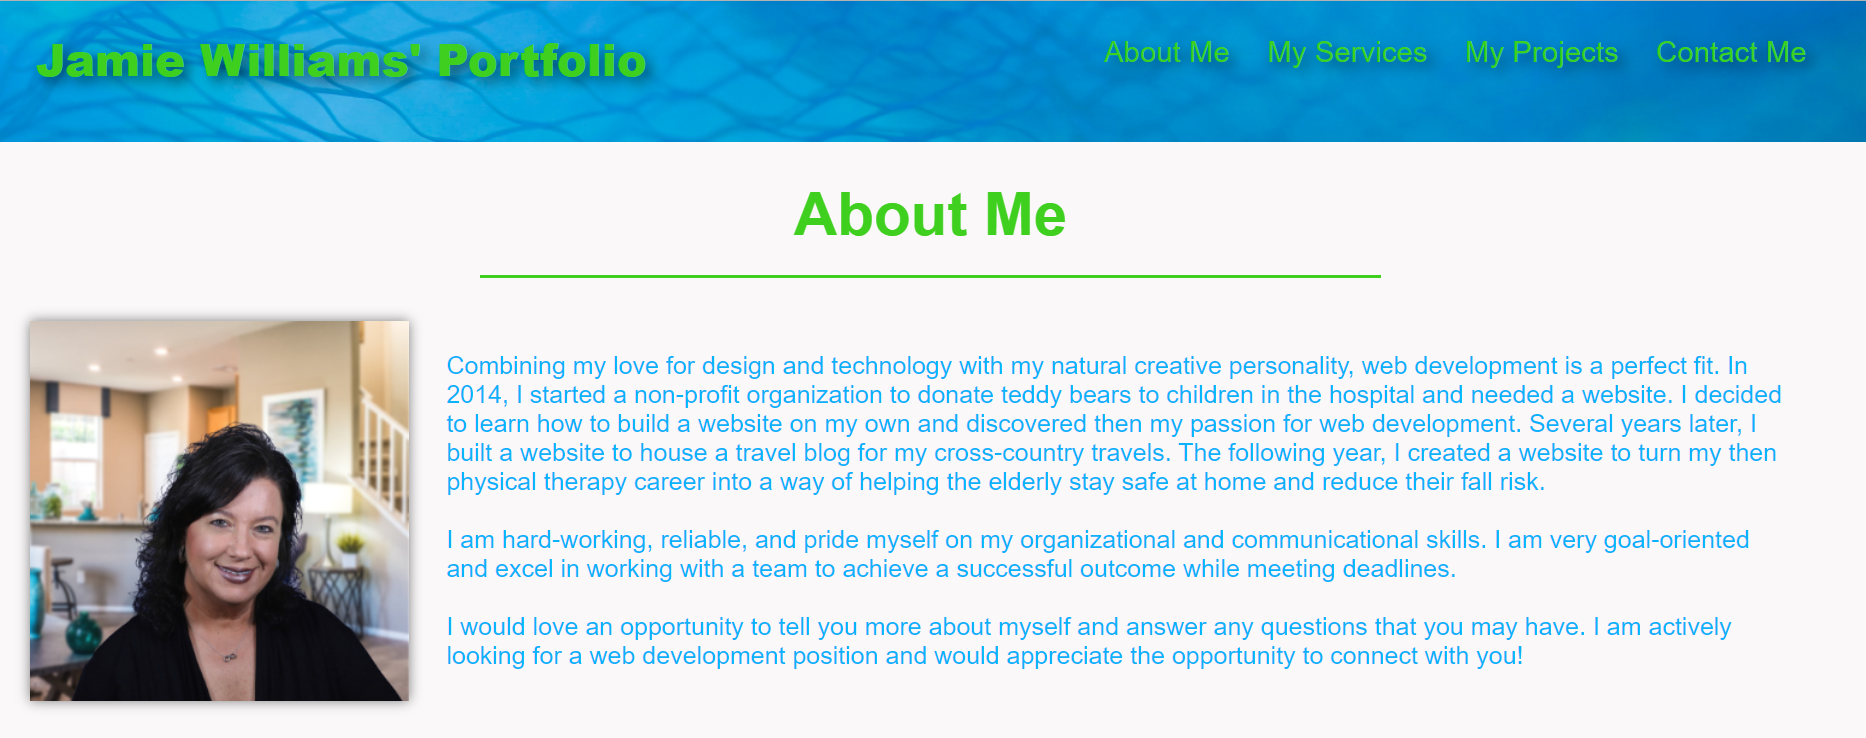 Jamie Williams' Portfolio
About Me
My Services
My Projects
Contact Me
About Me
Combining my love for design and technology with my natural creative personality, web development is a perfect fit. In
2014, I started a non-profit organization to donate teddy bears to children in the hospital and needed a website. I decided
to learn how to build a website on my own and discovered then my passion for web development. Several years later, I
built a website to house a travel blog for my cross-country travels. The following year, I created a website to turn my then
physical therapy career into a way of helping the elderly stay safe at home and reduce their fall risk.
I am hard-working, reliable, and pride myself on my organizational and communicational skills. I am very goal-oriented
and excel in working with a team to achieve a successful outcome while meeting deadlines.
I would love an opportunity to tell you more about myself and answer any questions that you may have. I am actively
looking for a web development position and would appreciate the opportunity to connect with you!